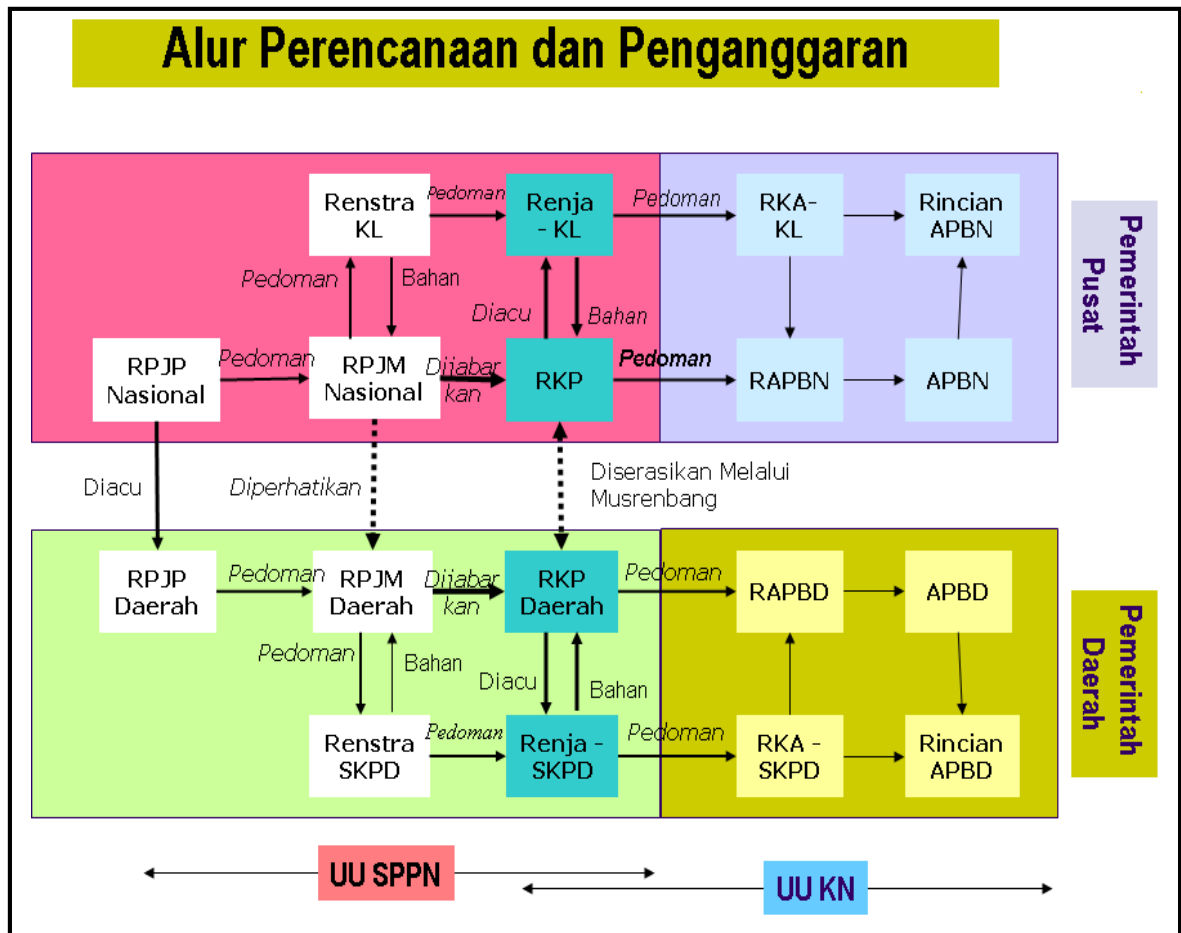 Alur Perencanaan dan Penganggaran
Renstra
KL
Pedoman
Renja
- KL
Pedoman
RKA-
KL
Rincian
APBN
Pemerintah
Pusat
Pedoman
Bahan
Diacu
Bahan
RPJP
Nasional
Pedoman
RPJM
Nasional
Dijabar
kan
RKP
Pedoman
RAPBN
APBN
Diacu
Diperhatikan
Diserasikan Melalui
Musrenbang
RPJP
Daerah
Pedoman
RPJM
Daerah
Dijabar
kan
RKP
Daerah
Pedoman
RAPBD
APBD
Pemerintah
Daerah
Pedoman
Bahan
Diacu
Bahan
Renstra
SKPD
Pedoman
Renja -
SKPD
Pedoman
RKA -
SKPD
Rincian
APBD
UU SPPN
UU KN